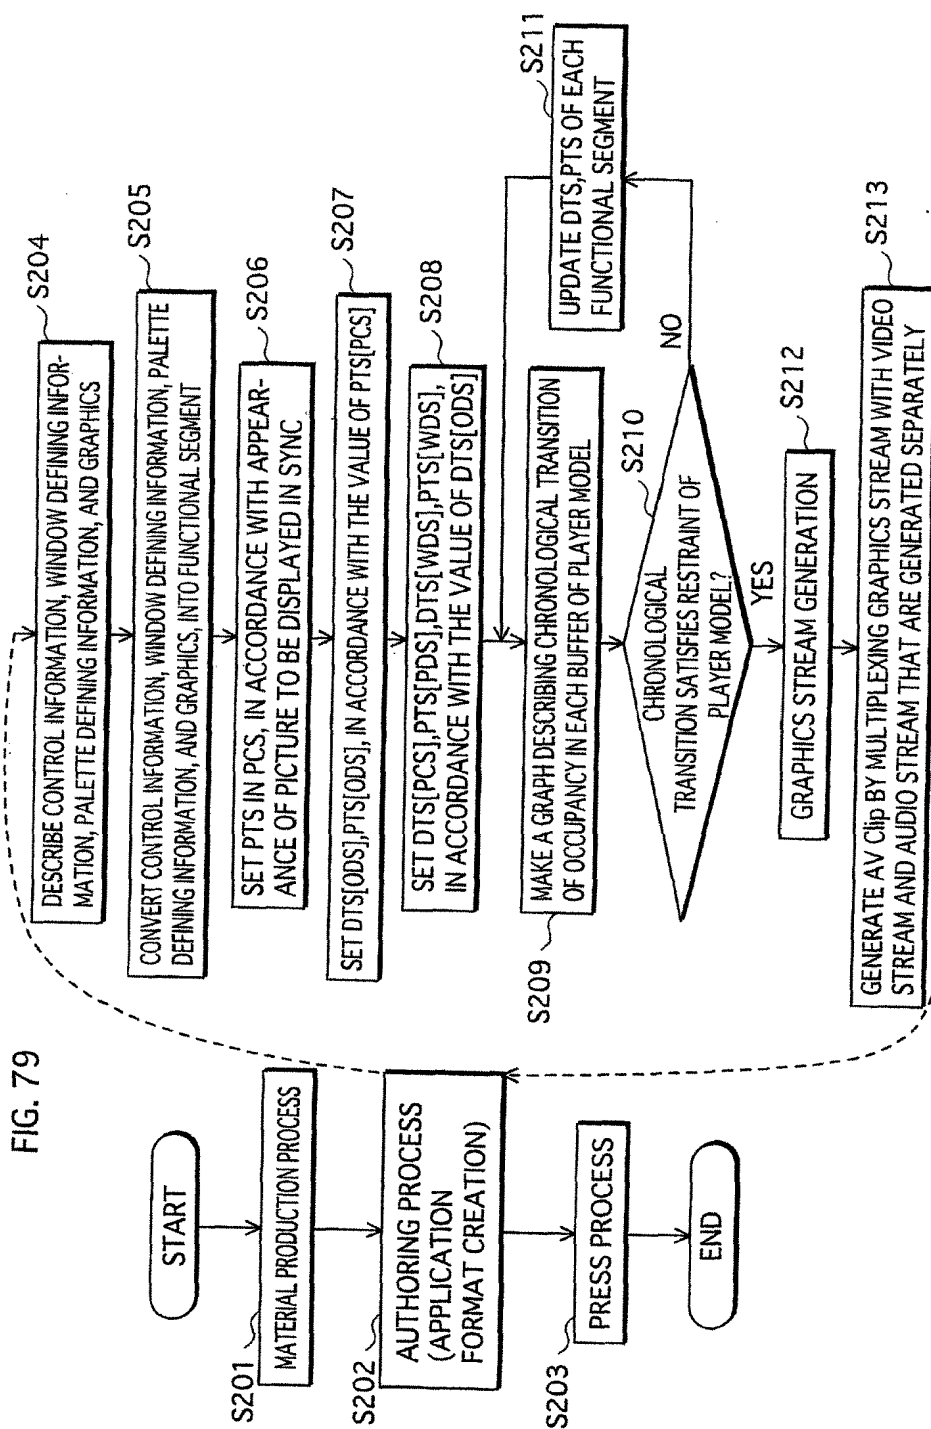 FIG. 79
START
S201
MATERIAL PRODUCTION PROCESS
S202
AUTHORING PROCESS
(APPLICATION
FORMAT CREATION)
S203
PRESS PROCESS
END
S204
DESCRIBE CONTROL INFORMATION, WINDOW DEFINING INFOR-
MATION, PALETTE DEFINING INFORMATION, AND GRAPHICS
S205
CONVERT CONTROL INFORMATION, WINDOW DEFINING INFORMATION, PALETTE
DEFINING INFORMATION, AND GRAPHICS, INTO FUNCTIONAL SEGMENT
S206
SET PTS IN PCS, IN ACCORDANCE WITH APPEAR-
ANCE OF PICTURE TO BE DISPLAYED IN SYNC
S207
SET DTS[ODS],PTS[ODS], IN ACCORDANCE WITH THE VALUE OF PTS[PCS]
S208
SET DTS[PCS],PTS[PDS],DTS[WDS],PTS[WDS],
IN ACCORDANCE WITH THE VALUE OF DTS[ODS]
S209
MAKE A GRAPH DESCRIBING CHRONOLOGICAL TRANSITION
OF OCCUPANCY IN EACH BUFFER OF PLAYER MODEL
S210
CHRONOLOGICAL
TRANSITION SATISFIES RESTRAINT OF
PLAYER MODEL?
NO
YES
S211
UPDATE DTS,PTS OF EACH
FUNCTIONAL SEGMENT
S212
GRAPHICS STREAM GENERATION
S213
GENERATE AV Clip BY MULTIPLEXING GRAPHICS STREAM WITH VIDEO
STREAM AND AUDIO STREAM THAT ARE GENERATED SEPARATELY